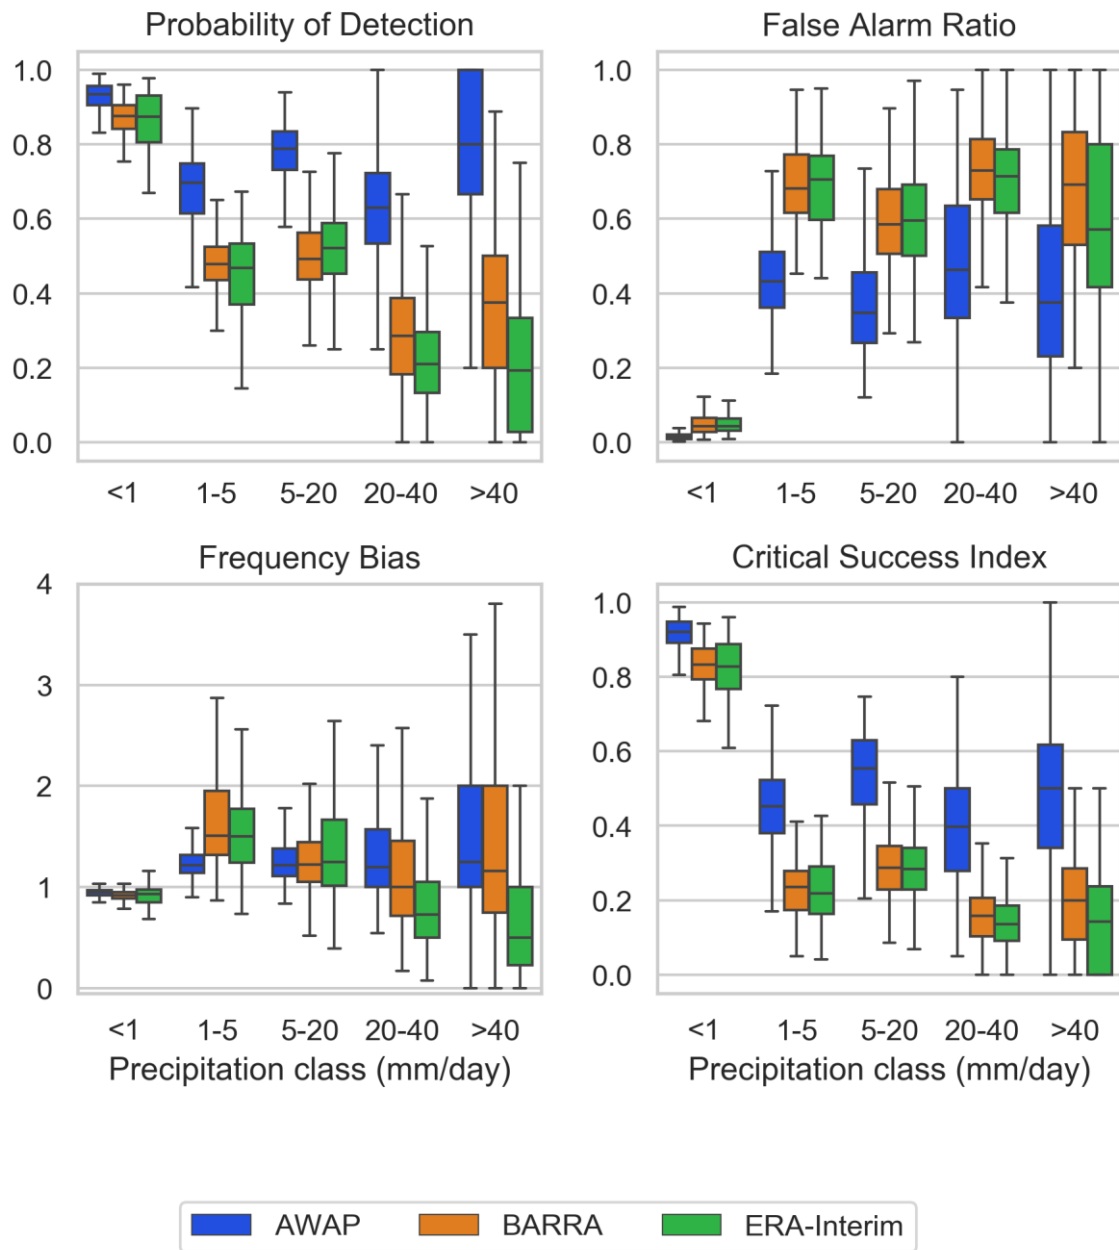 Probability of Detection
False Alarm Ratio
1.0
0.8
0.6
0.4
0.2
0.0
<1 1-5 5-20 20-40 >40
1.0
0.8
0.6
0.4
0.2
0.0
<1 1-5 5-20 20-40 >40
Frequency Bias
Critical Success Index
4
3
2
1
0
<1 1-5 5-20 20-40 >40
Precipitation class (mm/day)
1.0
0.8
0.6
0.4
0.2
0.0
<1 1-5 5-20 20-40 >40
Precipitation class (mm/day)
AWAP BARRA ERA-Interim